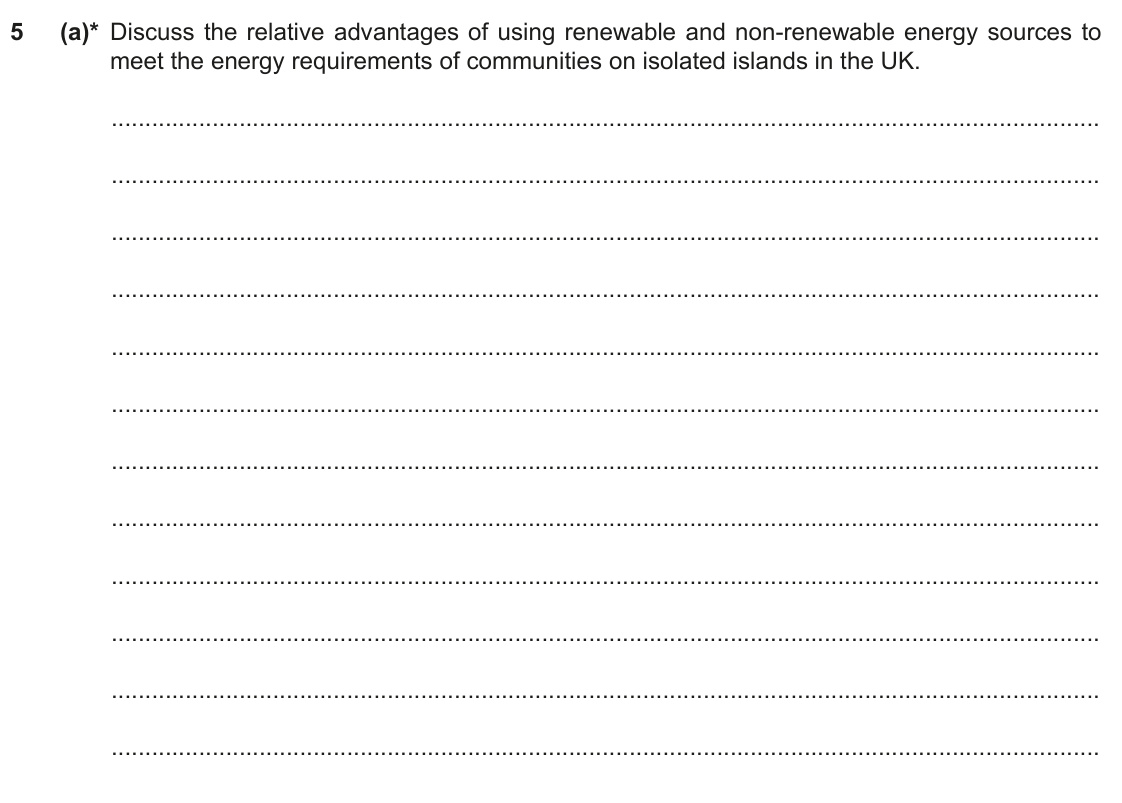 5 (a)* Discuss the relative advantages of using renewable and non-renewable energy sources to
meet the energy requirements of communities on isolated islands in the UK.